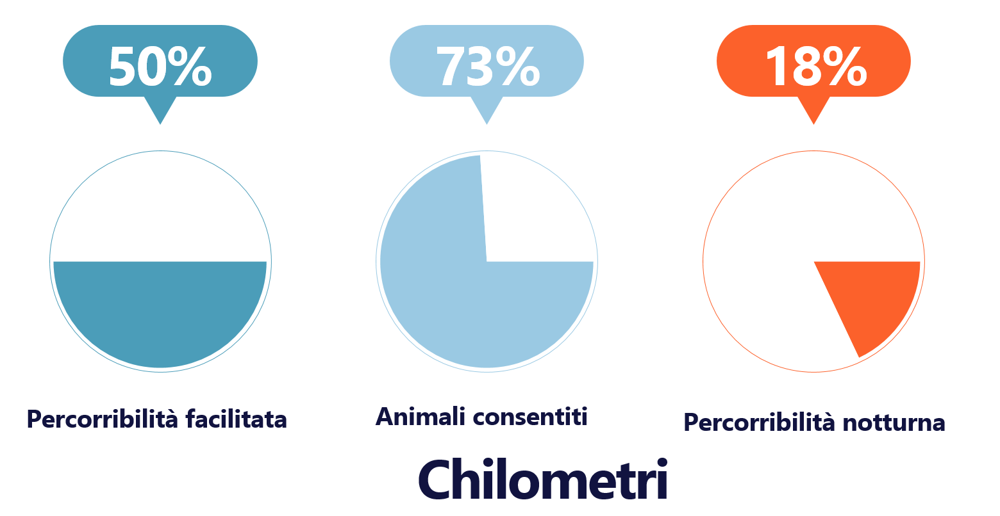 50%
73%
18%
Percorribilità facilitata
Animali consentiti
Percorribilità notturna
Chilometri